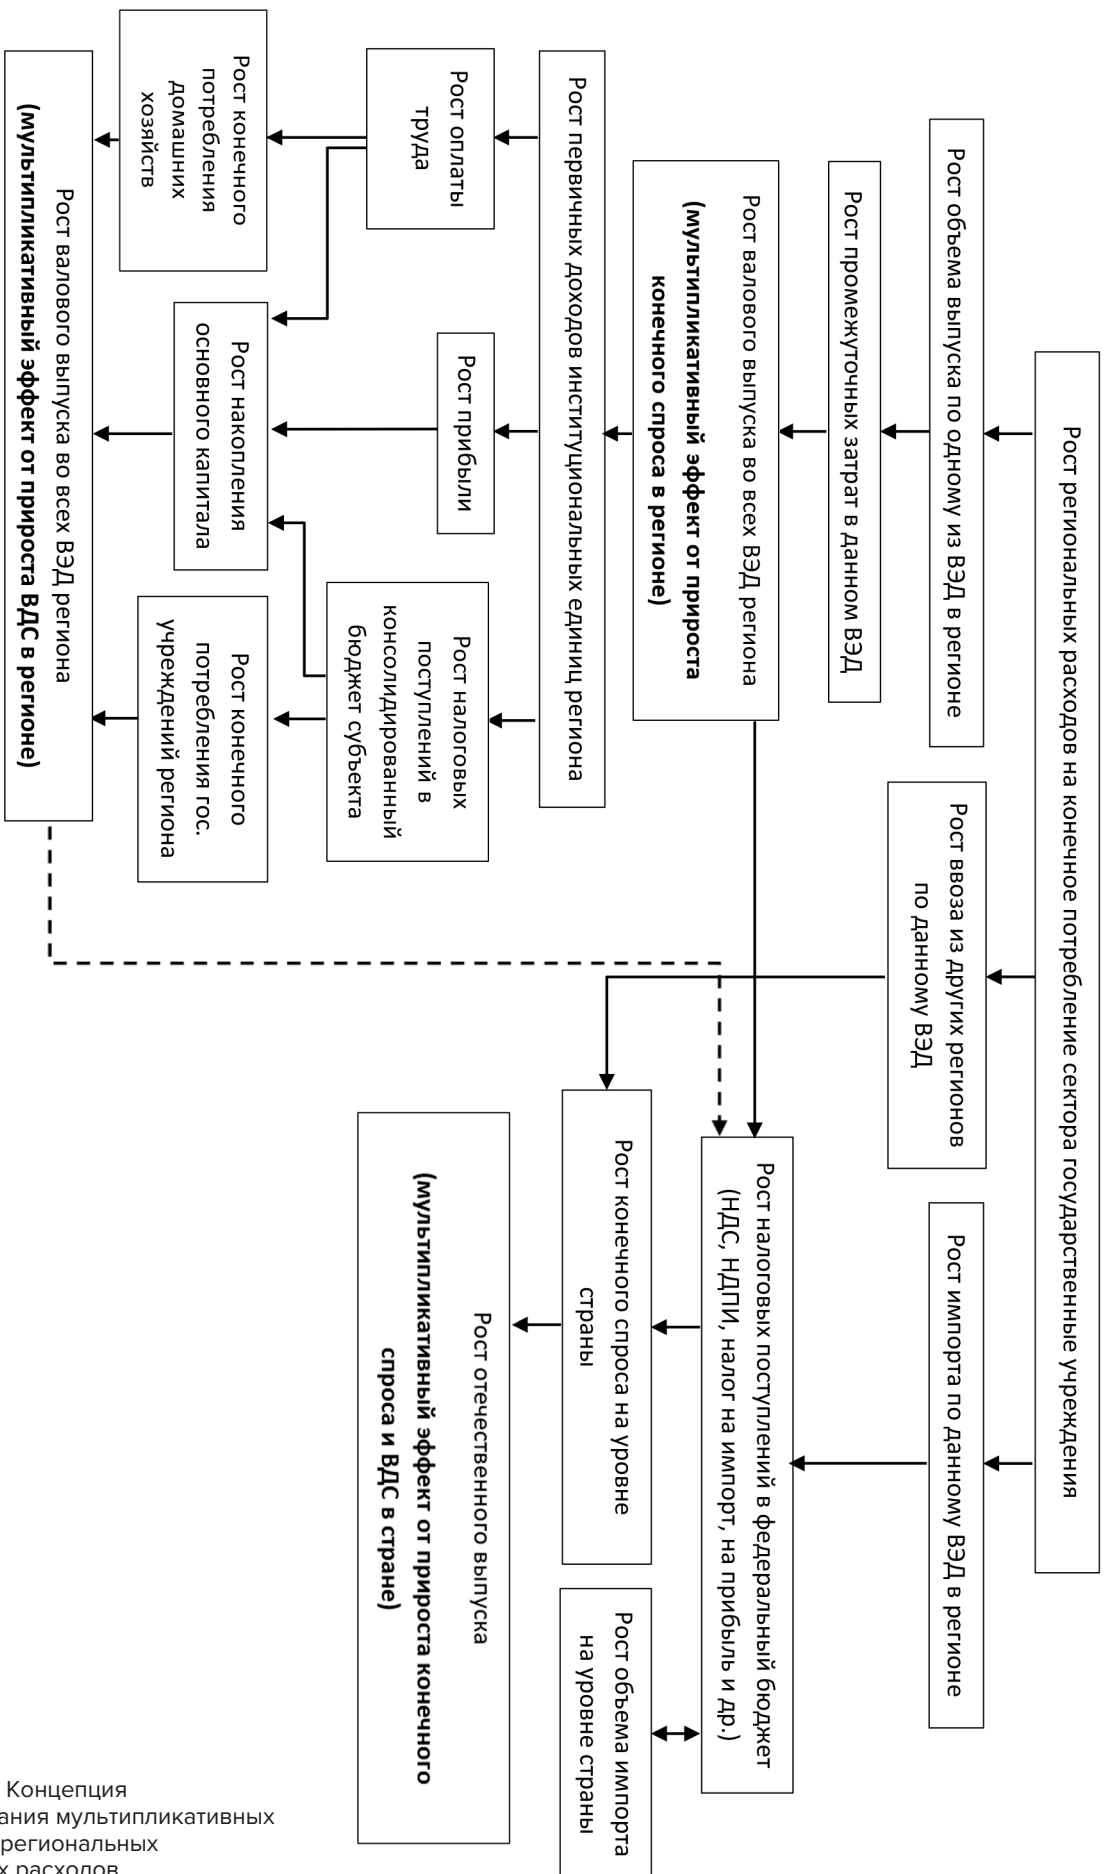 Рост региональных расходов на конечное потребление сектора государственные учреждения
Рост объема выпуска по одному из ВЭД в регионе
Рост ввоза из других регионов
по данному ВЭД
Рост импорта по данному ВЭД в регионе
Рост промежуточных затрат в данном ВЭД
Рост валового выпуска во всех ВЭД региона
(мультипликативный эффект от прироста
конечного спроса в регионе)
Рост налоговых поступлений в федеральный бюджет
(НДС, НДПИ, налог на импорт, на прибыль и др.)
Рост первичных доходов институциональных единиц региона
Рост конечного спроса на уровне
страны
Рост объема импорта
на уровне страны
Рост оплаты
труда
Рост прибыли
Рост налоговых
поступлений в
консолидированный
бюджет субъекта
Рост отечественного выпуска
(мультипликативный эффект от прироста конечного
спроса и ВДС в стране)
Рост конечного
потребления
домашних
хозяйств
Рост накопления
основного капитала
Рост конечного
потребления гос.
учреждений региона
Рост валового выпуска во всех ВЭД региона
(мультипликативный эффект от прироста ВДС в регионе)
Концепция
ания мультипликативных
региональных
х расходов